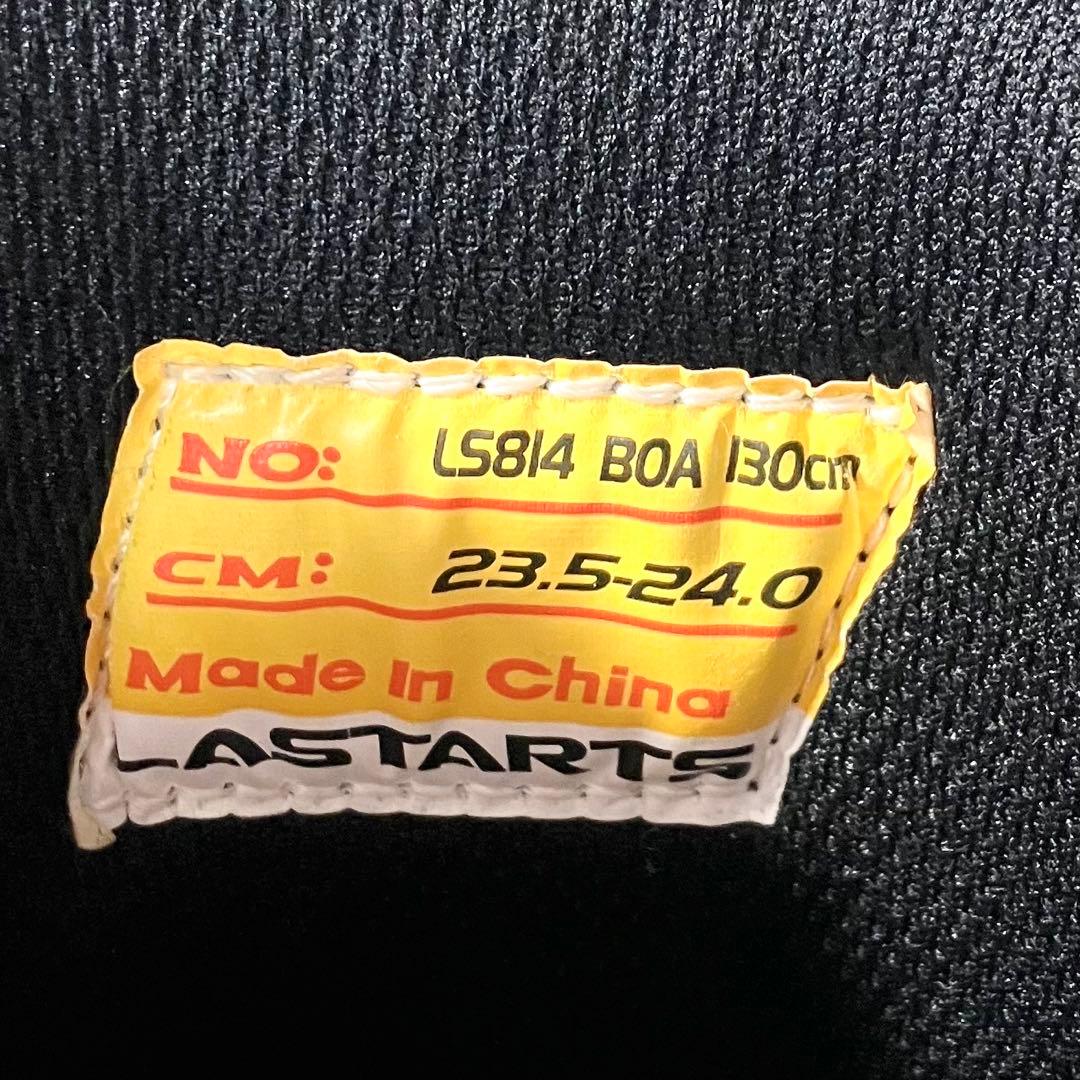 NO: LS814 BOA 130cm
CM: 23.5-24.0
Made In China
LASTARTS